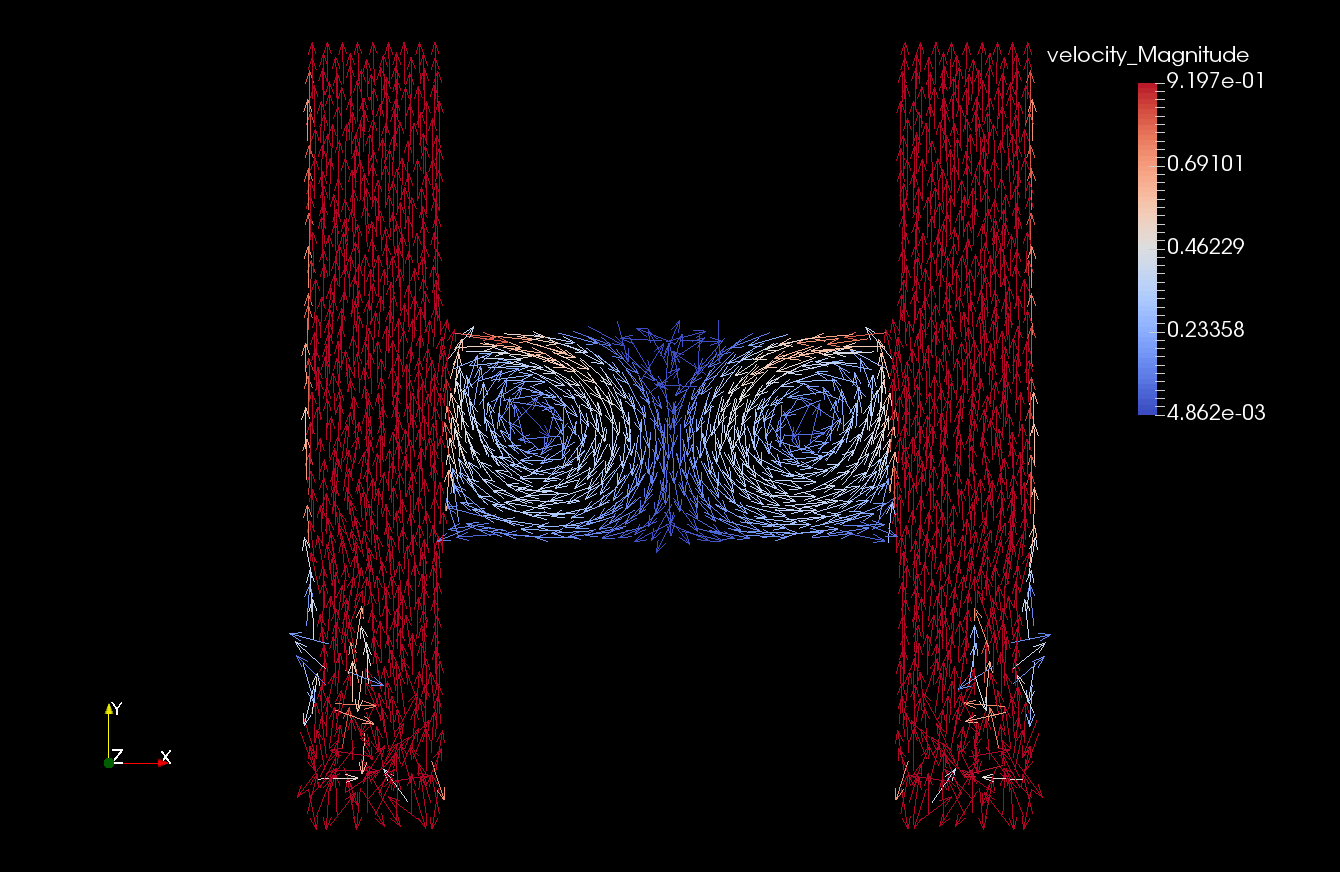 velocity_Magnitude
9.197e-01
0.69101
0.46229
0.23358
4.862e-03
Y
Z X